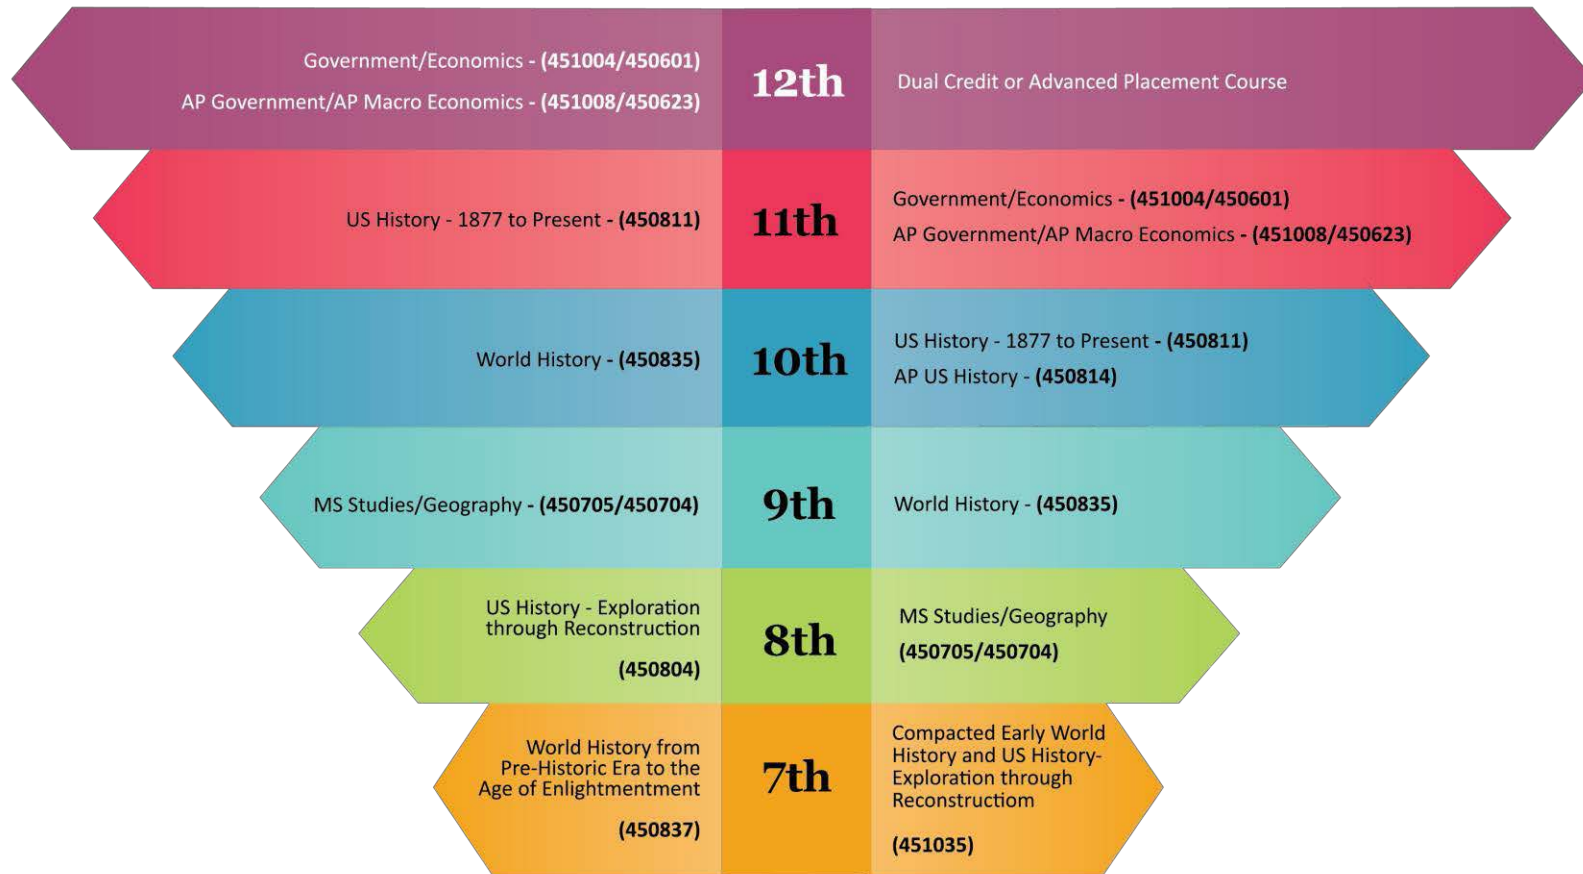 Government/Economics - (451004/450601)
AP Government/AP Macro Economics - (451008/450623)
12th
Dual Credit or Advanced Placement Course
US History - 1877 to Present - (450811)
11th
Government/Economics - (451004/450601)
AP Government/AP Macro Economics - (451008/450623)
World History - (450835)
10th
US History - 1877 to Present - (450811)
AP US History - (450814)
MS Studies/Geography - (450705/450704)
9th
World History - (450835)
US History - Exploration
through Reconstruction
(450804)
8th
MS Studies/Geography
(450705/450704)
World History from
Pre-Historic Era to the
Age of Enlightmentment
(450837)
7th
Compacted Early World
History and US History-
Exploration through
Reconstructiom
(451035)